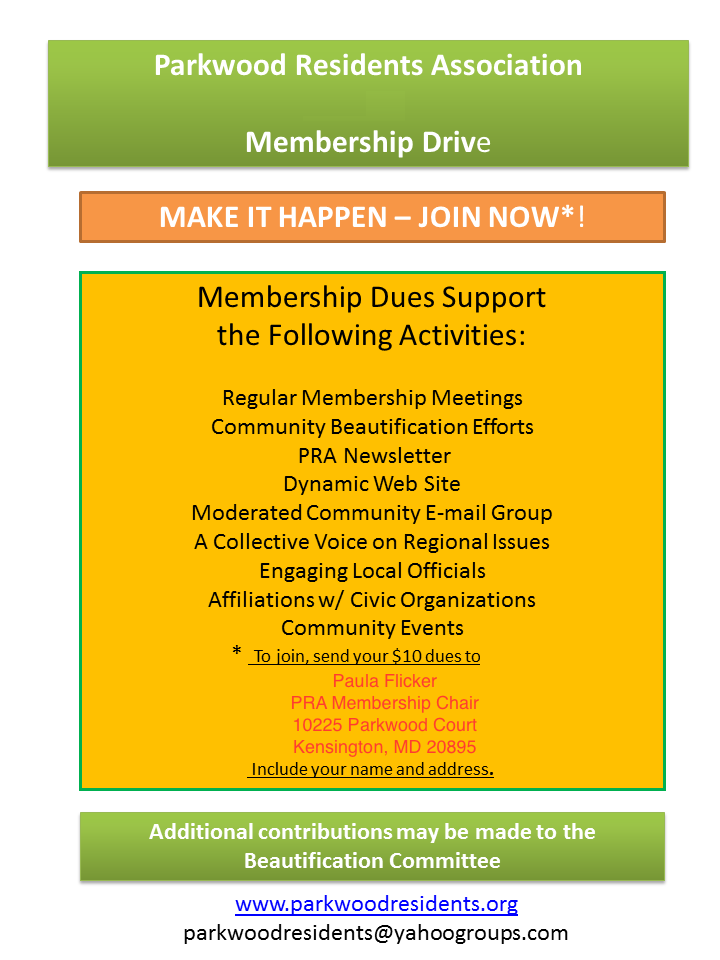 Parkwood Residents Association
Membership Drive
MAKE IT HAPPEN – JOIN NOW*!
Membership Dues Support
the Following Activities:
Regular Membership Meetings
Community Beautification Efforts
PRA Newsletter
Dynamic Web Site
Moderated Community E-mail Group
A Collective Voice on Regional Issues
Engaging Local Officials
Affiliations w/ Civic Organizations
Community Events
* To join, send your $10 dues to
Paula Flicker
PRA Membership Chair
10225 Parkwood Court
Kensington, MD 20895
Include your name and address.
Additional contributions may be made to the
Beautification Committee
www.parkwoodresidents.org
parkwoodresidents@yahoogroups.com